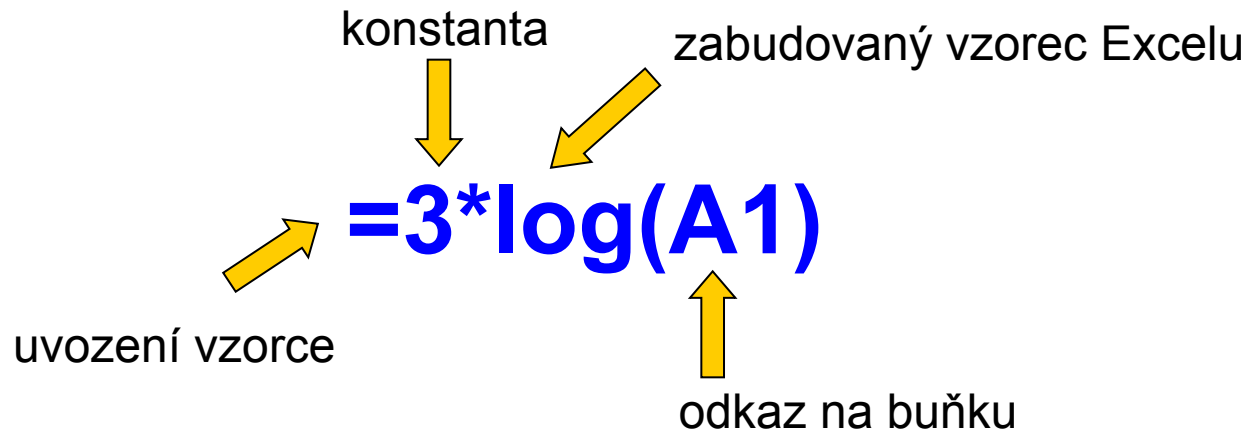 konstanta
zabudovaný vzorec Excelu
=3*log(A1)
uvození vzorce
odkaz na buňku